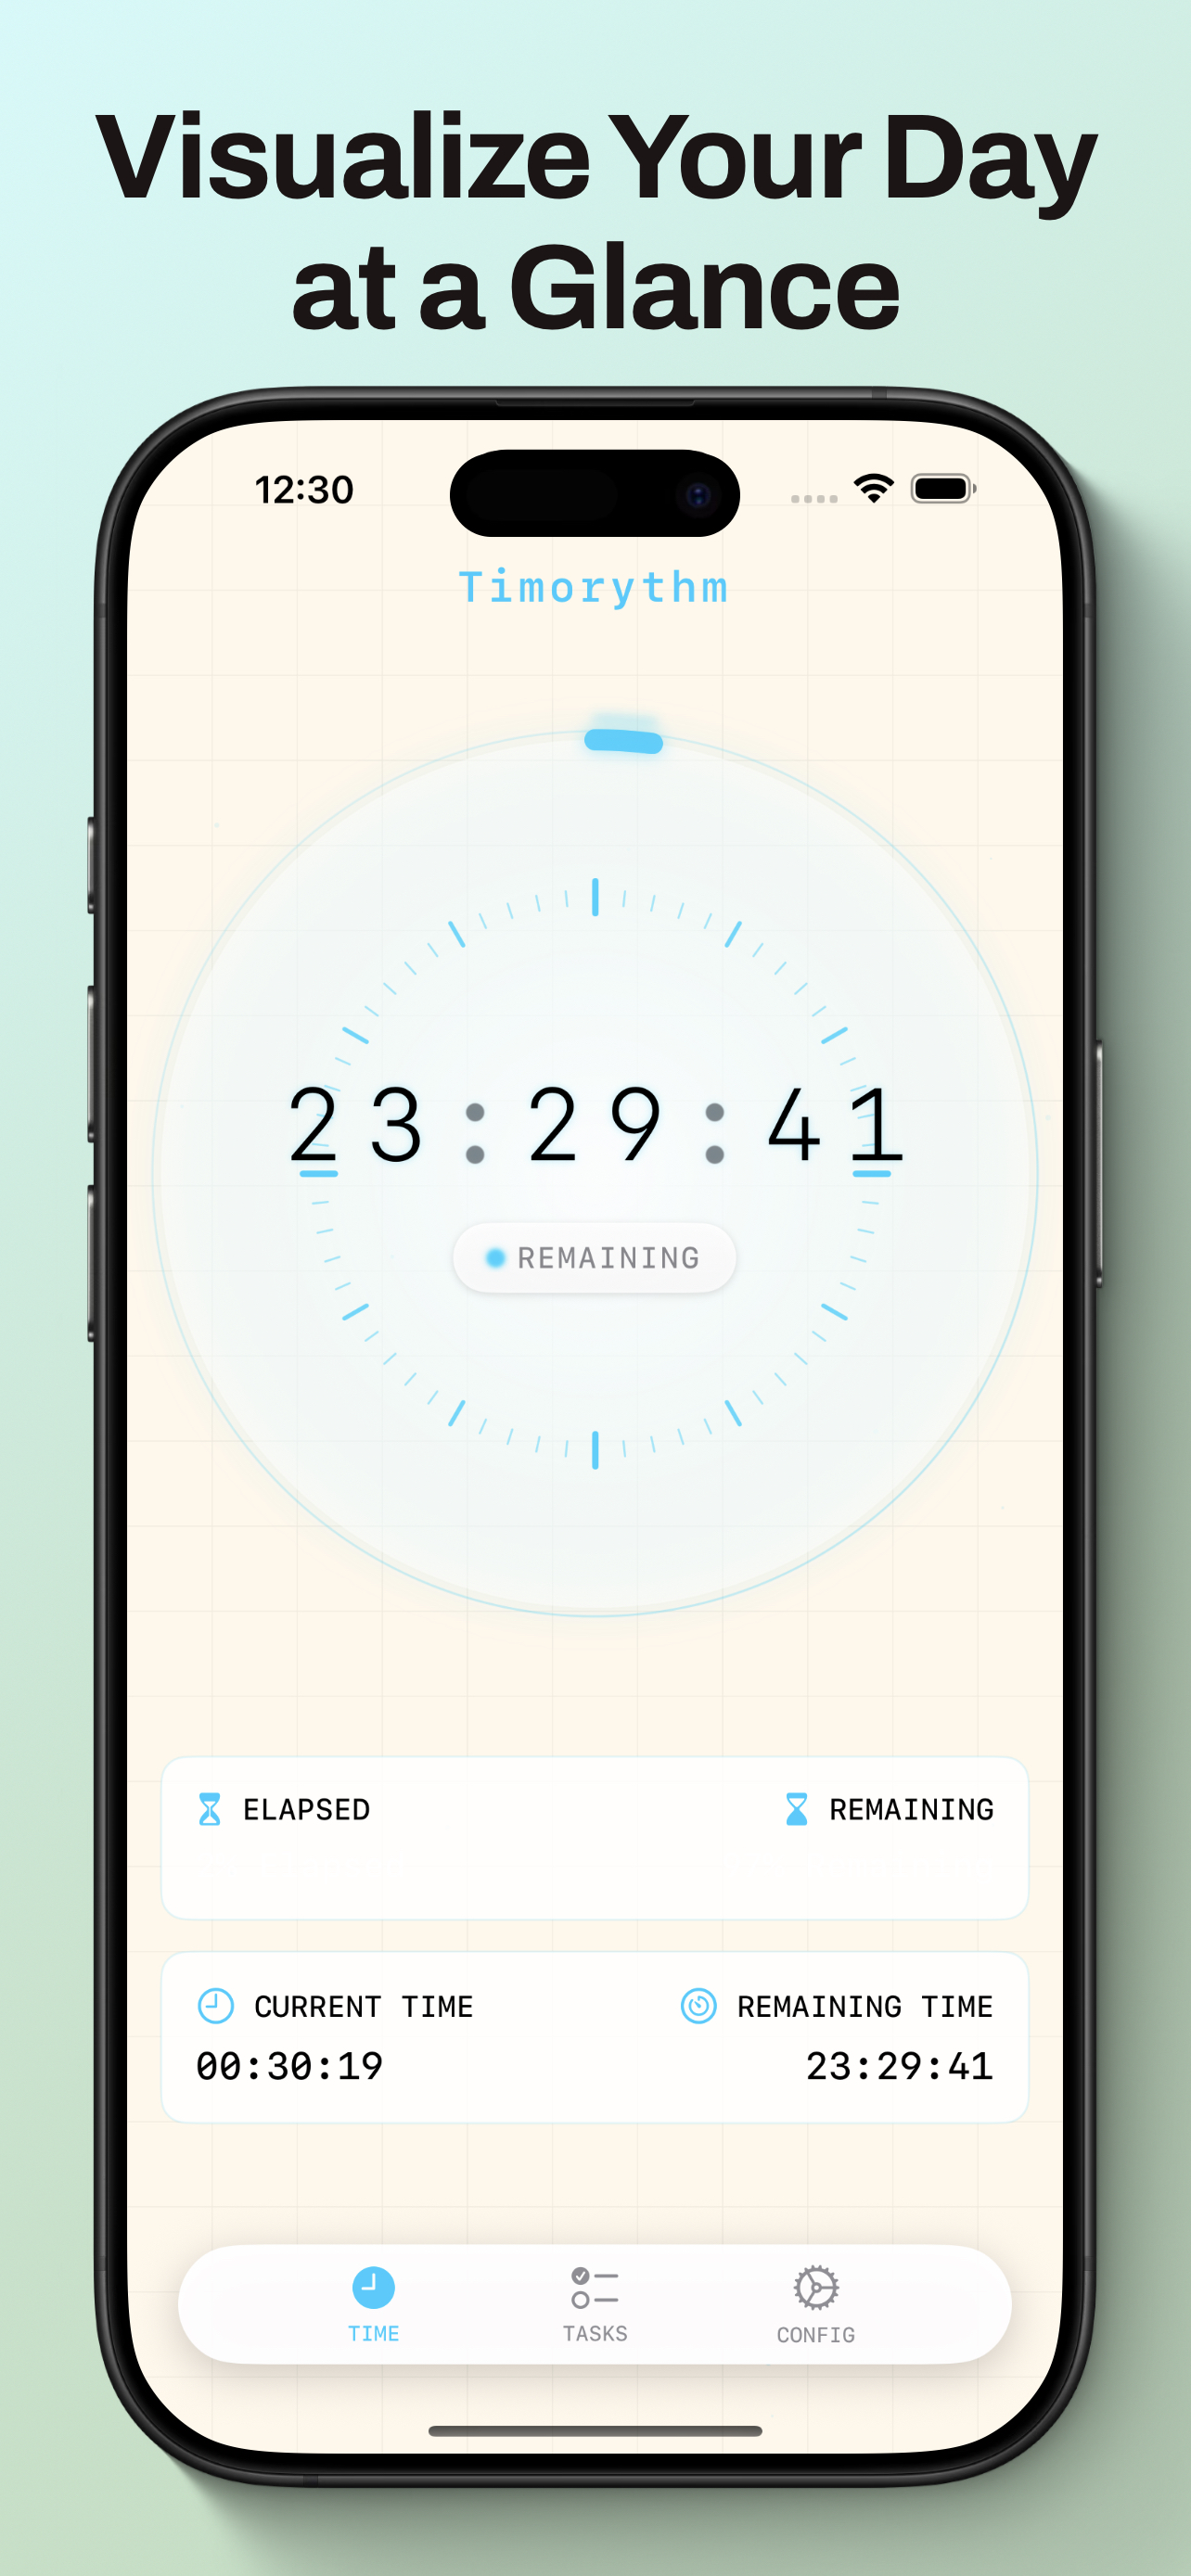 Visualize Your Day
at a Glance
12:30
Timorythm
23:29:41
REMAINING
ELAPSED
REMAINING
CURRENT TIME
REMAINING TIME
00:30:19
23:29:41
TIME
TASKS
CONFIG